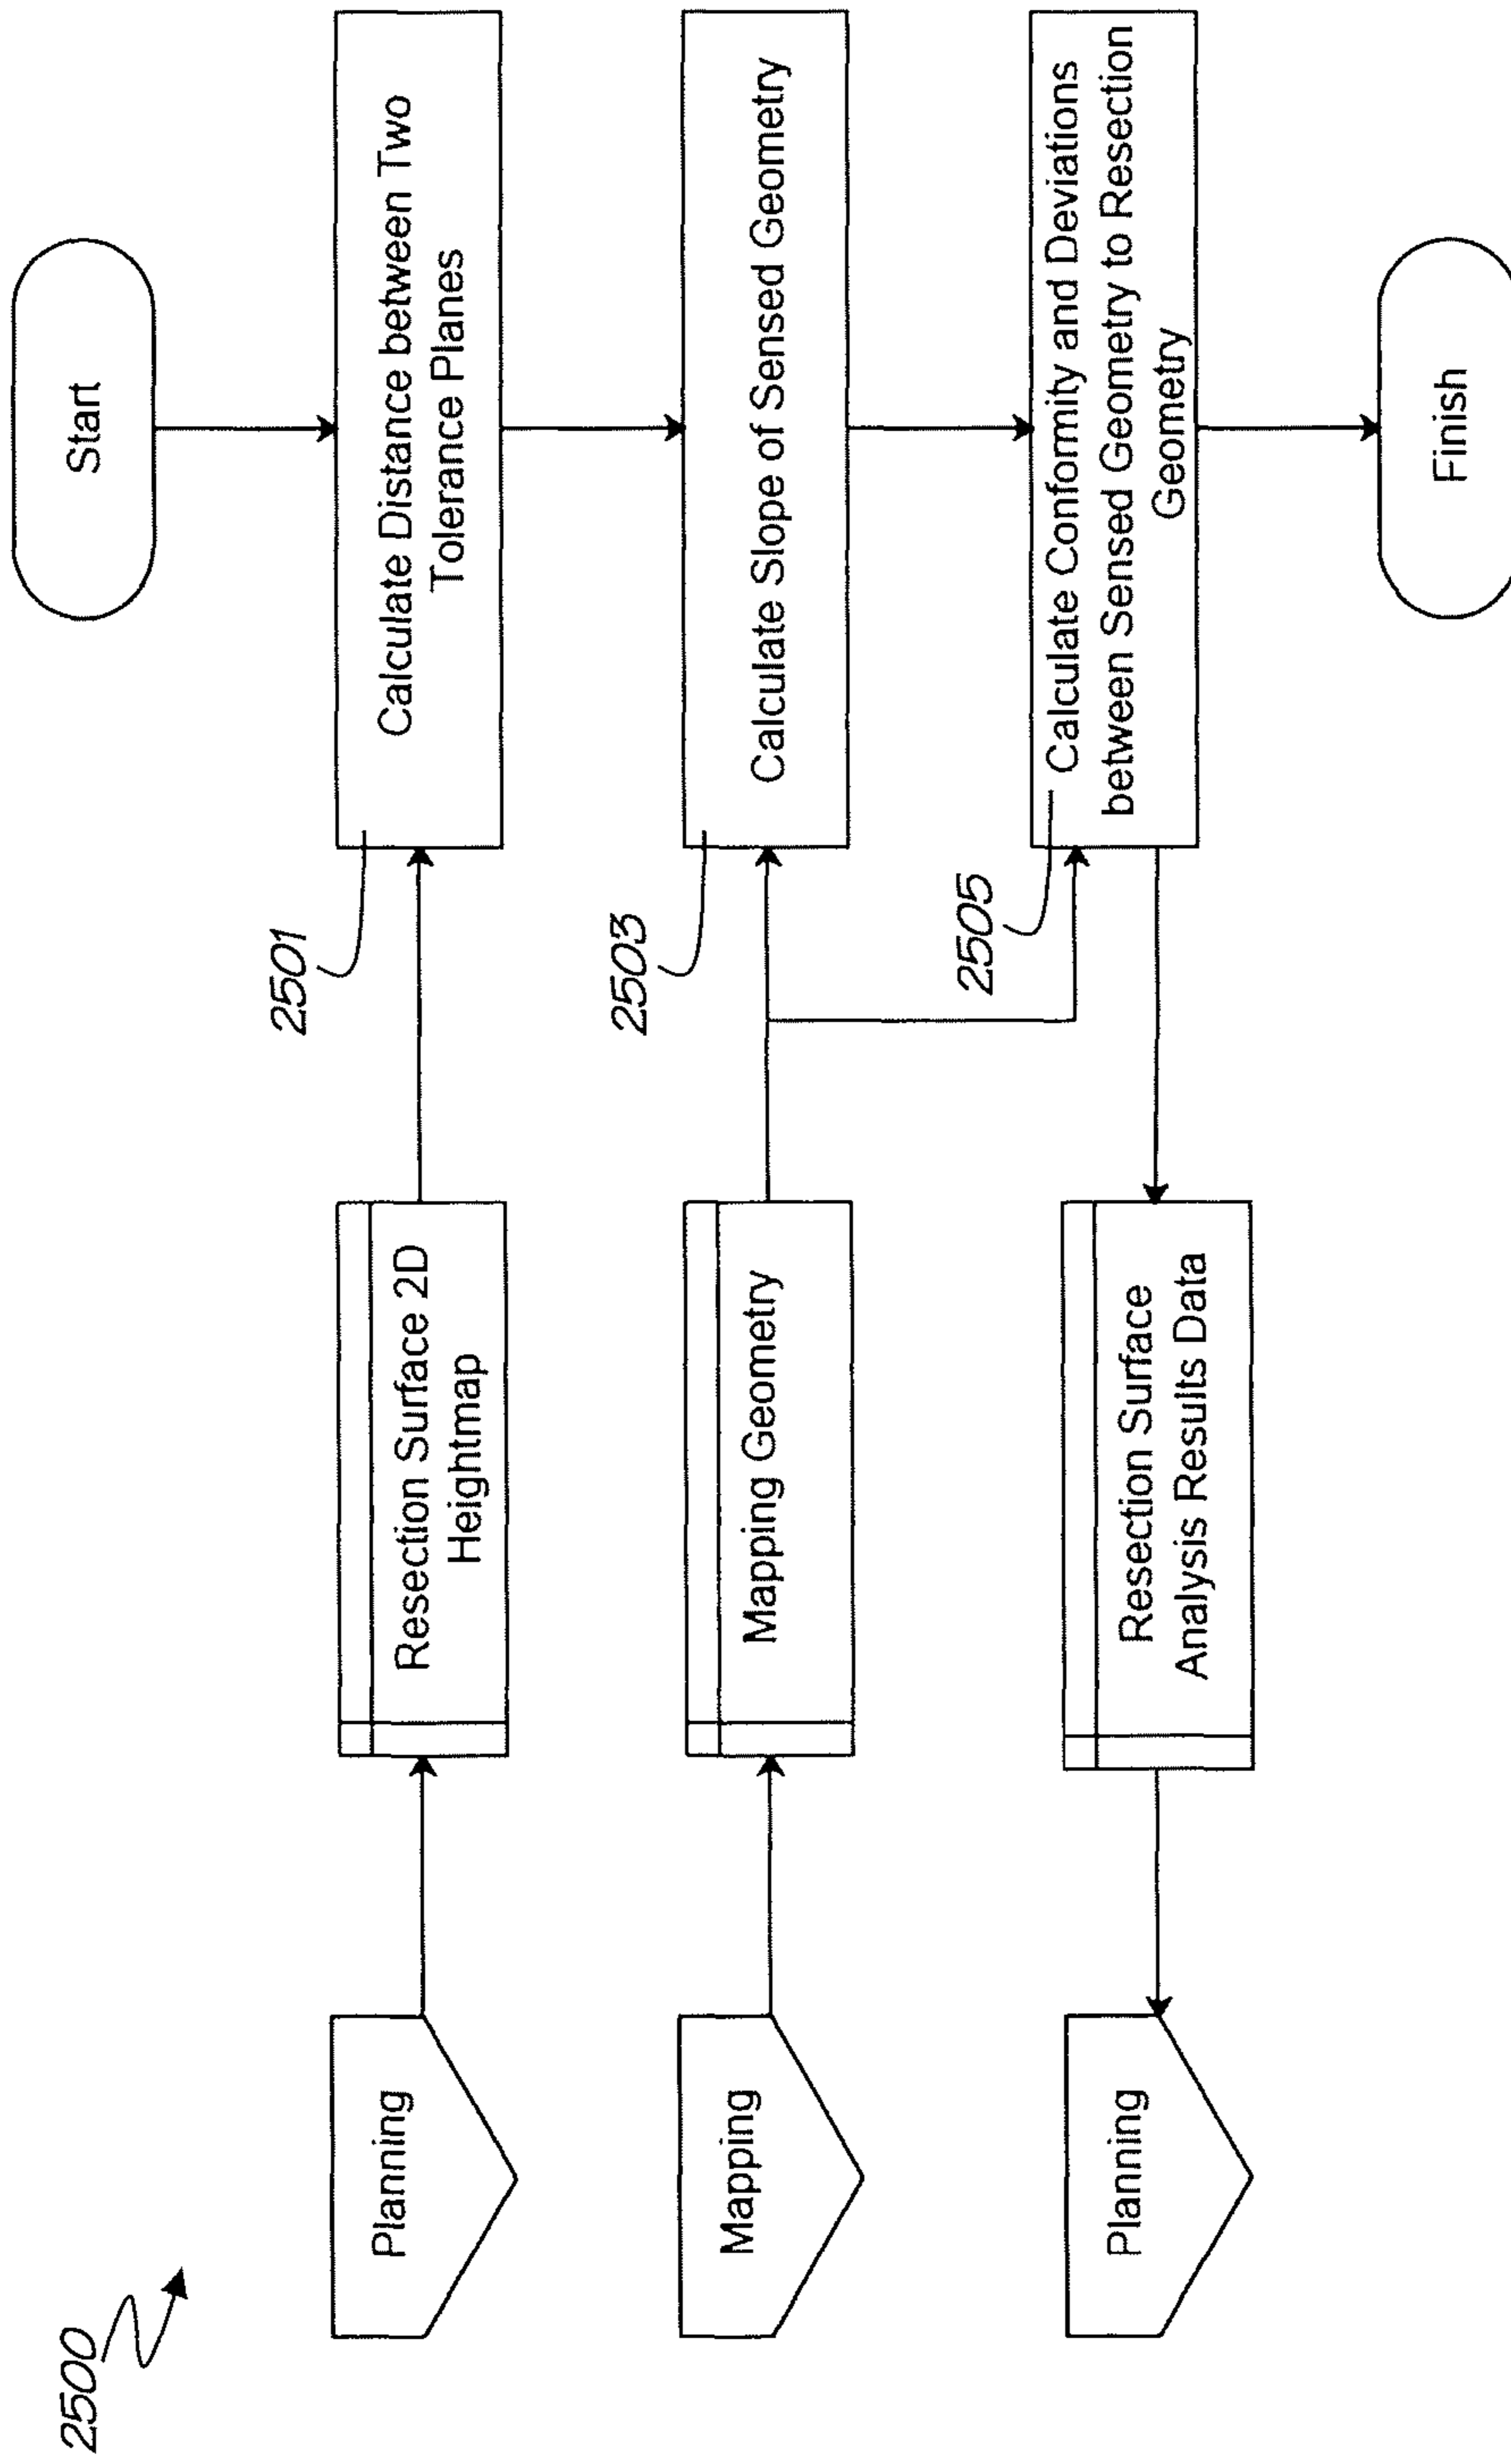 2500
Start
Planning
Resection Surface 2D
Heightmap
2501
Calculate Distance between Two
Tolerance Planes
Mapping
Mapping Geometry
2503
Calculate Slope of Sensed Geometry
Planning
Resection Surface
Analysis Results Data
2505
Calculate Conformity and Deviations
between Sensed Geometry to Resection
Geometry
Finish